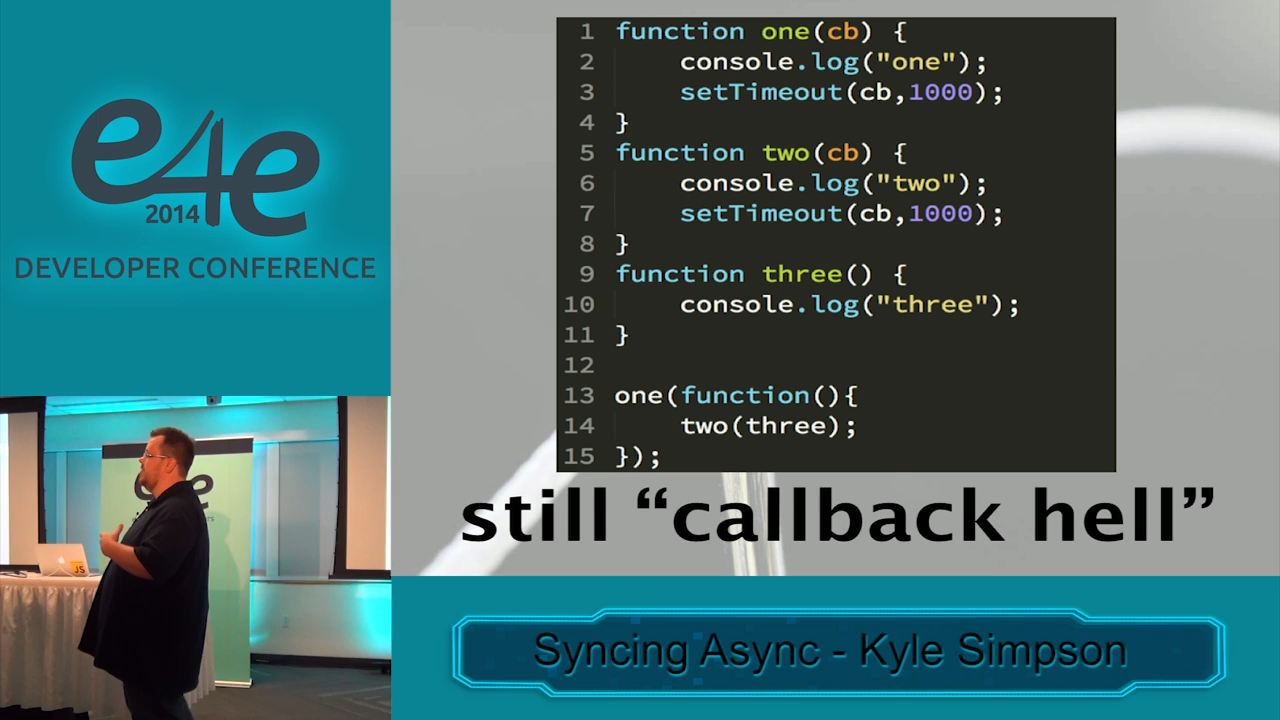 e4e
2014
DEVELOPER CONFERENCE
1 function one(cb) {
2 console.log("one");
3 setTimeout(cb,1000);
4 }
5 function two(cb) {
6 console.log("two");
7 setTimeout(cb,1000);
8 }
9 function three() {
10 console.log("three");
11 }
12
13 one(function(){
14 two(three);
15 });
still “callback hell”
JS
Syncing Async - Kyle Simpson